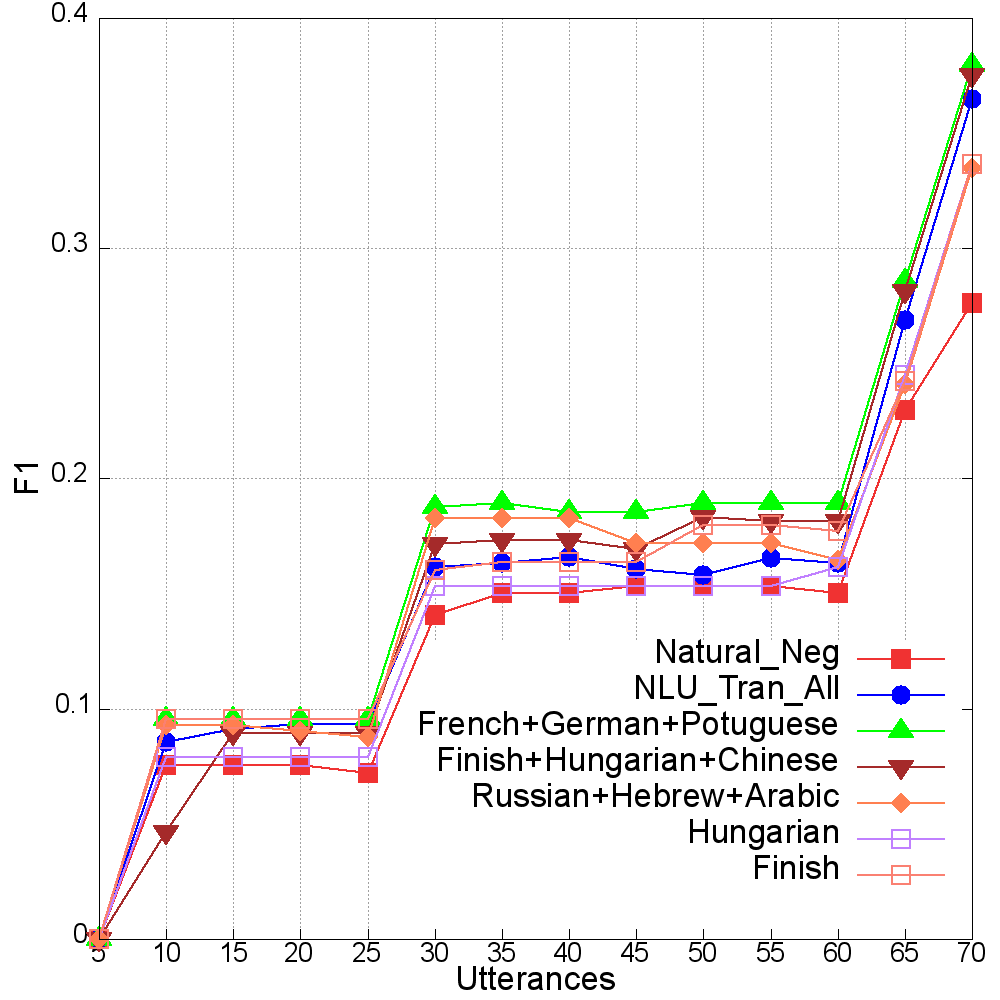 0.4
0.3
0.2
0.1
0
F1
5 10 15 20 25 30 35 40 45 50 55 60 65 70
Utterances
Natural_Neg
NLU_Tran_All
French+German+Potuguese
Finish+Hungarian+Chinese
Russian+Hebrew+Arabic
Hungarian
Finish